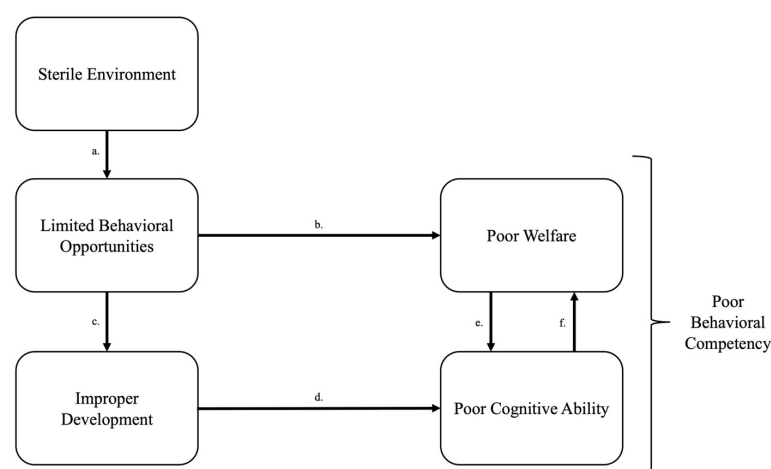 Sterile Environment
a.
Limited Behavioral
Opportunities
b.
Poor Welfare
c.
e.
f.
Poor
Behavioral
Competency
Improper
Development
d.
Poor Cognitive Ability